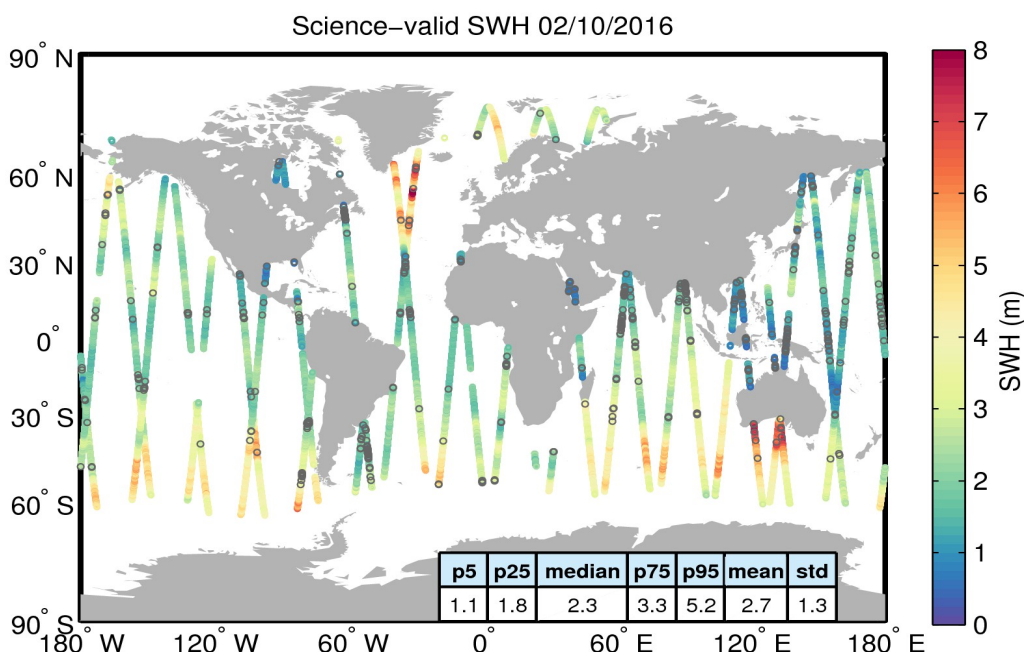 Science−valid SWH 02/10/2016
90° N
60° N
30° N
0°
30° S
60° S
90° S
180° W
120° W
60° W
0°
60° E
120° E
180° E
p5 p25 median p75 p95 mean std
1.1 1.8 2.3 3.3 5.2 2.7 1.3
8
7
6
5
4
3
2
1
0
SWH (m)